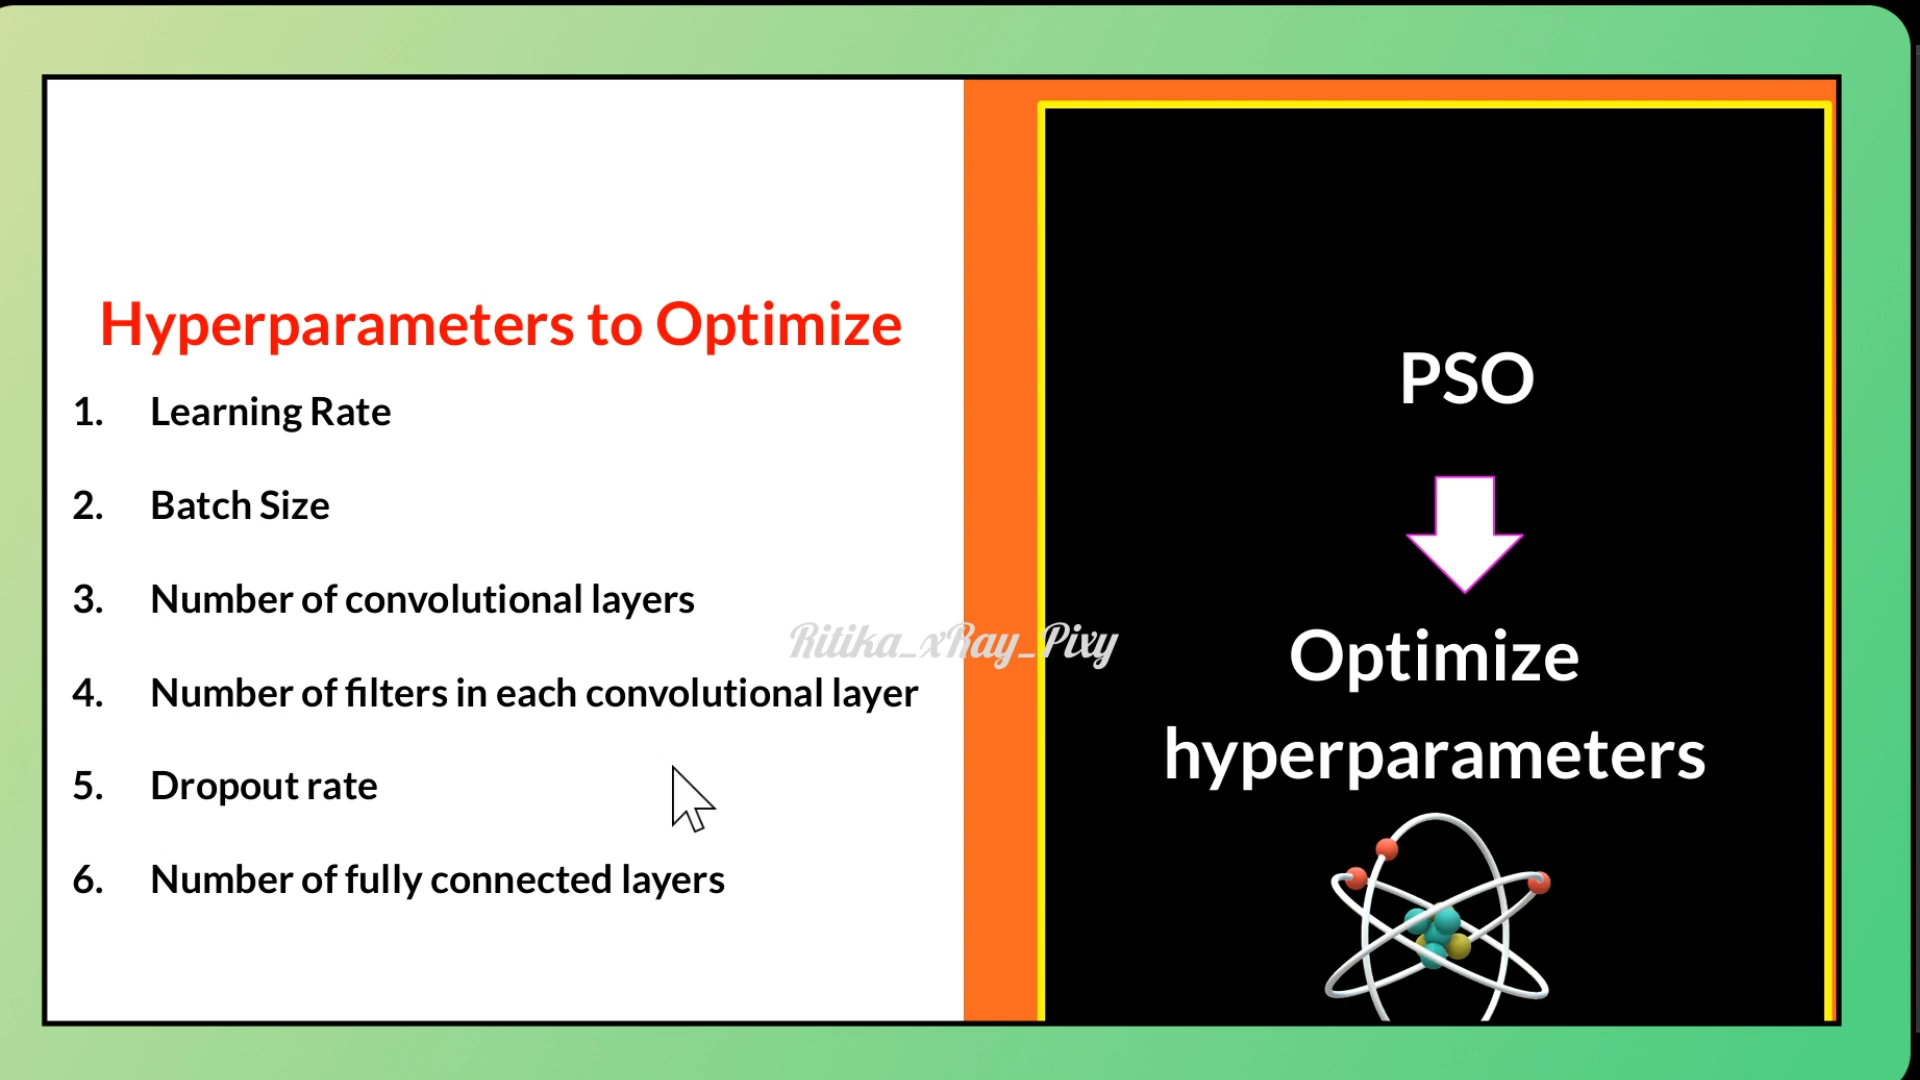 Hyperparameters to Optimize
1. Learning Rate
2. Batch Size
3. Number of convolutional layers
4. Number of filters in each convolutional layer
5. Dropout rate
6. Number of fully connected layers
Ritika_xRay_Pixy
PSO
Optimize
hyperparameters